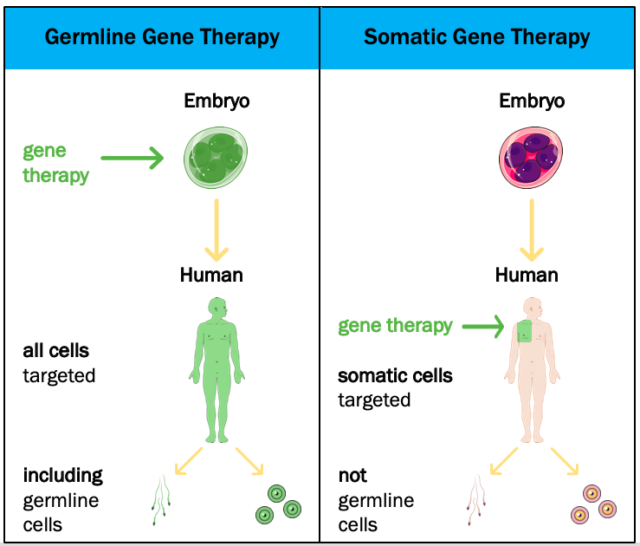 Germline Gene Therapy
Somatic Gene Therapy
Embryo
gene
therapy
Human
all cells
targeted
including
germline
cells
Embryo
Human
gene therapy
somatic cells
targeted
not
germline
cells